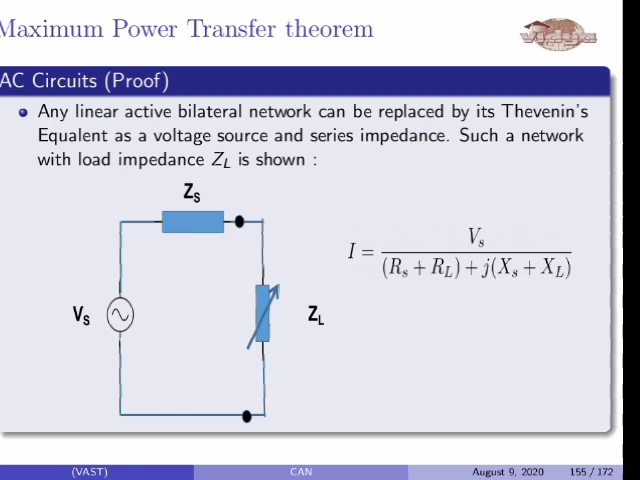 Maximum Power Transfer theorem
AC Circuits (Proof)
Any linear active bilateral network can be replaced by its Thevenin's
Equalent as a voltage source and series impedance. Such a network
with load impedance Z_L is shown :
Z_S
I = V_s / ((R_s + R_L) + j(X_s + X_L))
V_S
Z_L
(VAST) CAN August 9, 2020 155 / 172